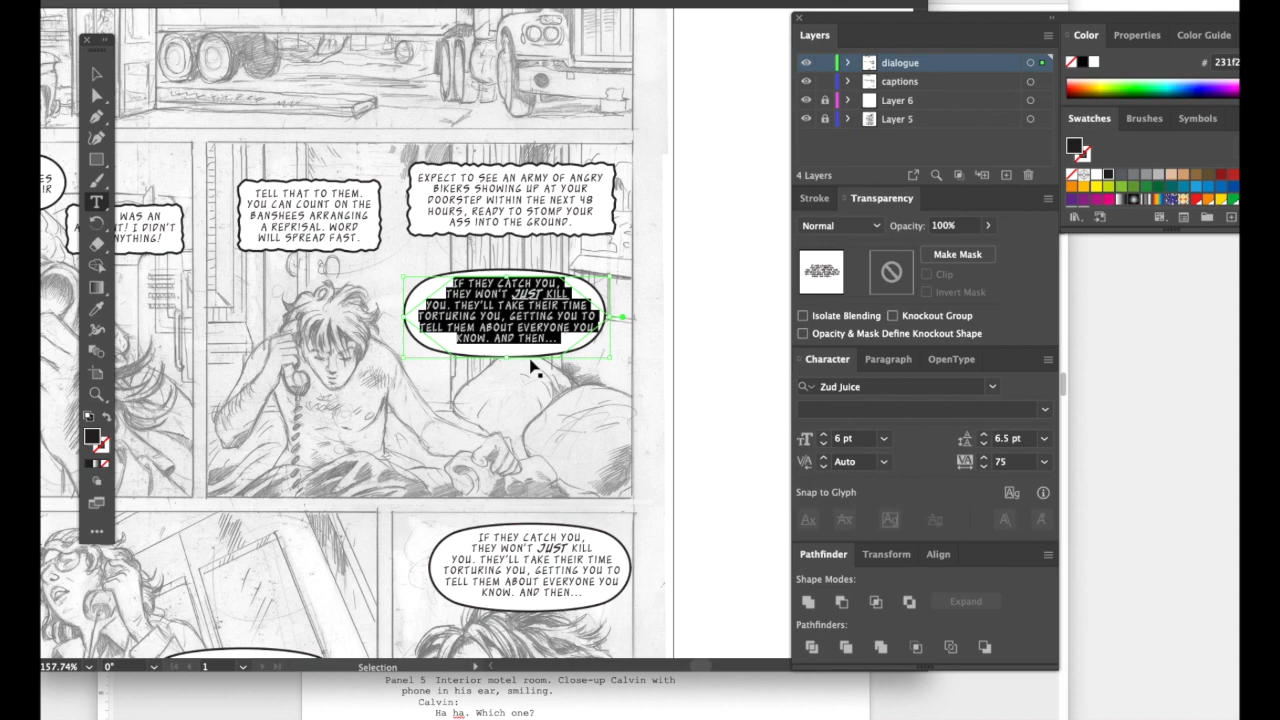 ES
IR
WAS AN
A
T! I DIDN'T
NYTHING!
TELL THAT TO THEM.
YOU CAN COUNT ON THE
BANSHEES ARRANGING
A REPRISAL. WORD
WILL SPREAD FAST.
EXPECT TO SEE AN ARMY OF ANGRY
BIKERS SHOWING UP AT YOUR
DOORSTEP WITHIN THE NEXT 48
HOURS, READY TO STOMP YOUR
ASS INTO THE GROUND.
IF THEY CATCH YOU,
THEY WON'T JUST KILL
YOU. THEY'LL TAKE THEIR TIME
TORTURING YOU, GETTING YOU TO
TELL THEM ABOUT EVERYONE YOU
KNOW. AND THEN...
IF THEY CATCH YOU,
THEY WON'T JUST KILL
YOU. THEY'LL TAKE THEIR TIME
TORTURING YOU, GETTING YOU TO
TELL THEM ABOUT EVERYONE YOU
KNOW. AND THEN...
157.74% 0° 1 Selection
Panel 5 Interior motel room. Close-up Calvin with
phone in his ear, smiling.
Calvin:
Ha ha. Which one?
Layers
dialogue
captions
Layer 6
Layer 5
4 Layers
Stroke Transparency
Normal Opacity: 100%
Make Mask
Clip
Invert Mask
Isolate Blending Knockout Group
Opacity & Mask Define Knockout Shape
Character Paragraph OpenType
Zud Juice
6 pt 6.5 pt
Auto 75
Snap to Glyph
Pathfinder Transform Align
Shape Modes:
Expand
Pathfinders:
Color Properties Color Guide
# 231f2
Swatches Brushes Symbols